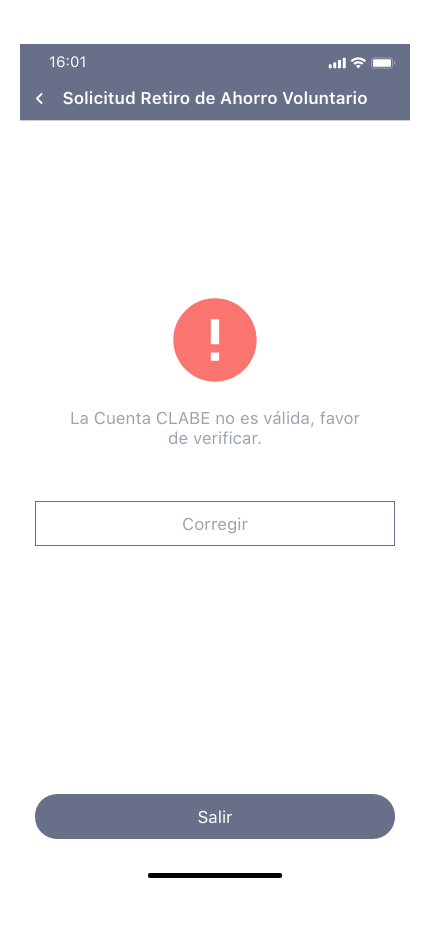 16:01
Solicitud Retiro de Ahorro Voluntario
La Cuenta CLABE no es válida, favor
de verificar.
Corregir
Salir